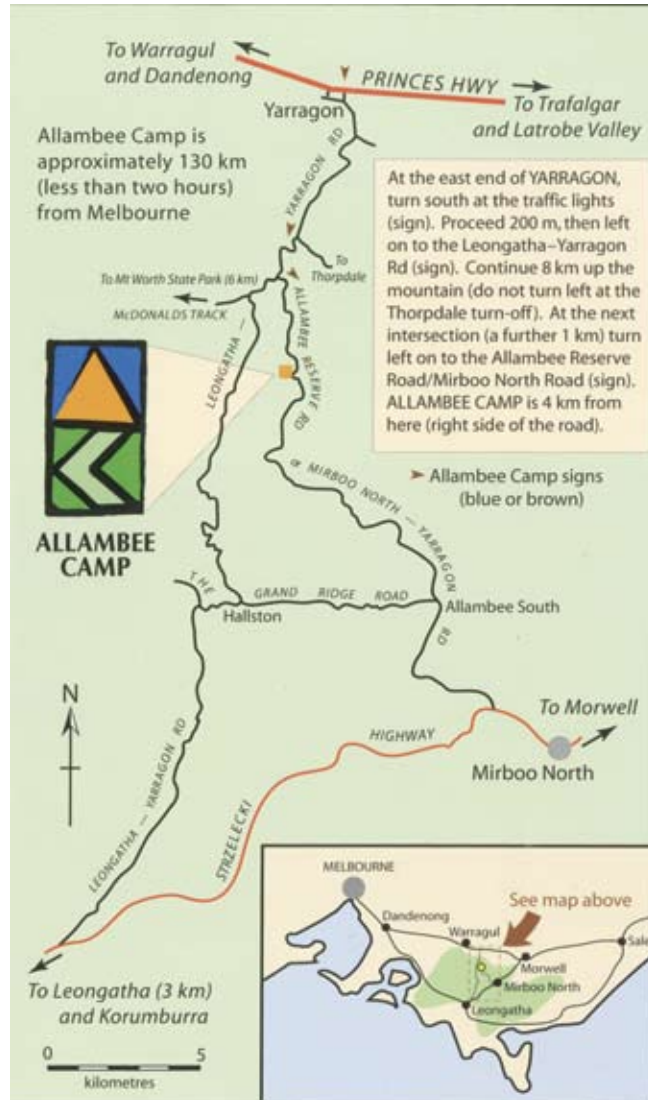 To Warragul
and Dandenong
PRINCES HWY
Yarragon
To Trafalgar
and Latrobe Valley
Allambee Camp is
approximately 130 km
(less than two hours)
from Melbourne
YARRAGON RD
At the east end of YARRAGON,
turn south at the traffic lights
(sign). Proceed 200 m, then left
on to the Leongatha–Yarragon
Rd (sign). Continue 8 km up the
mountain (do not turn left at the
Thorpdale turn-off). At the next
intersection (a further 1 km) turn
left on to the Allambee Reserve
Road/Mirboo North Road (sign).
ALLAMBEE CAMP is 4 km from
here (right side of the road).
To
Thorpdale
To Mt Worth State Park (6 km)
McDONALDS TRACK
LEONGATHA —
ALLAMBEE RESERVE RD
Allambee Camp signs
(blue or brown)
or MIRBOO NORTH — YARRAGON RD
ALLAMBEE
CAMP
THE GRAND RIDGE ROAD
Hallston
Allambee South
N
To Morwell
HIGHWAY
Mirboo North
LEONGATHA — YARRAGON RD
STRZELECKI
To Leongatha (3 km)
and Korumburra
0 5
kilometres
MELBOURNE
See map above
Dandenong
Warragul
Sale
Morwell
Mirboo North
Leongatha